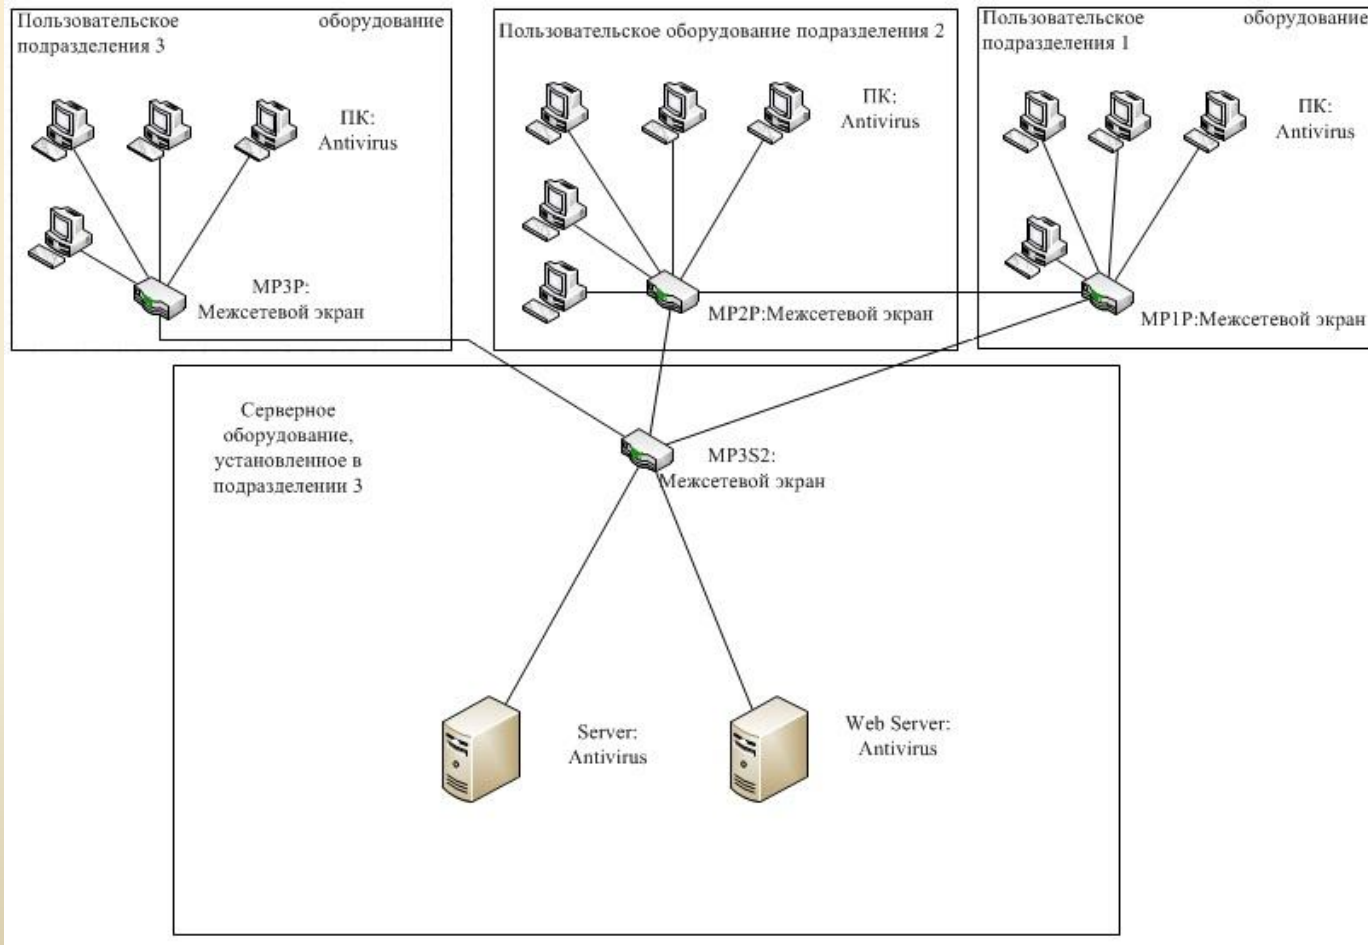 Пользовательское оборудование
подразделения 3
ПК:
Antivirus
MP3P:
Межсетевой экран
Пользовательское оборудование подразделения 2
ПК:
Antivirus
MP2P:Межсетевой экран
Пользовательское оборудование
подразделения 1
ПК:
Antivirus
MP1P:Межсетевой экран
Серверное
оборудование,
установленное в
подразделении 3
MP3S2:
Межсетевой экран
Server:
Antivirus
Web Server:
Antivirus